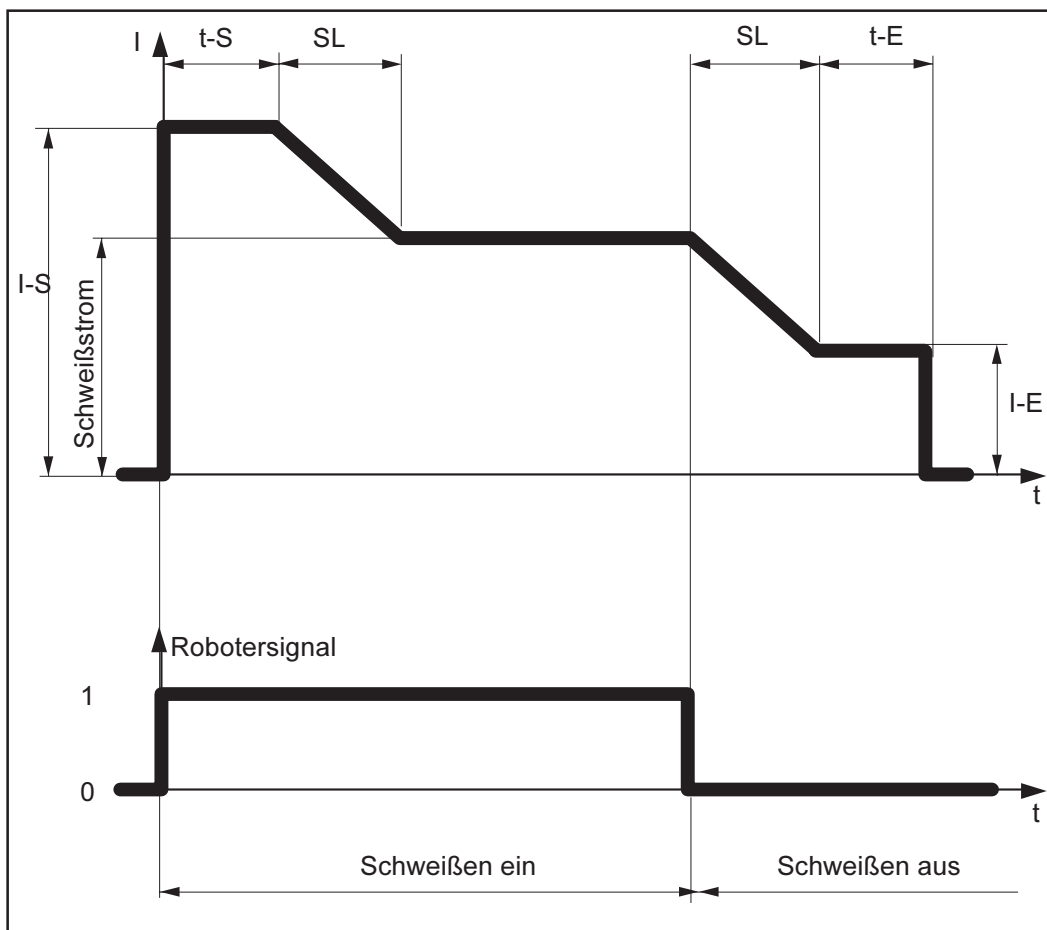 I
t-S
SL
SL
t-E
I-S
Schweißstrom
I-E
t
Robotersignal
1
0
t
Schweißen ein
Schweißen aus